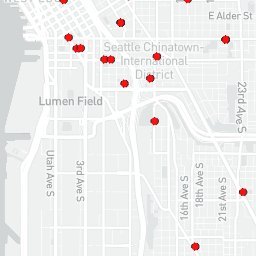 E Alder St
Seattle Chinatown-
International
District
Lumen Field
23rd Ave S
Utah Ave S
3rd Ave S
16th Ave S
18th Ave S
21st Ave S